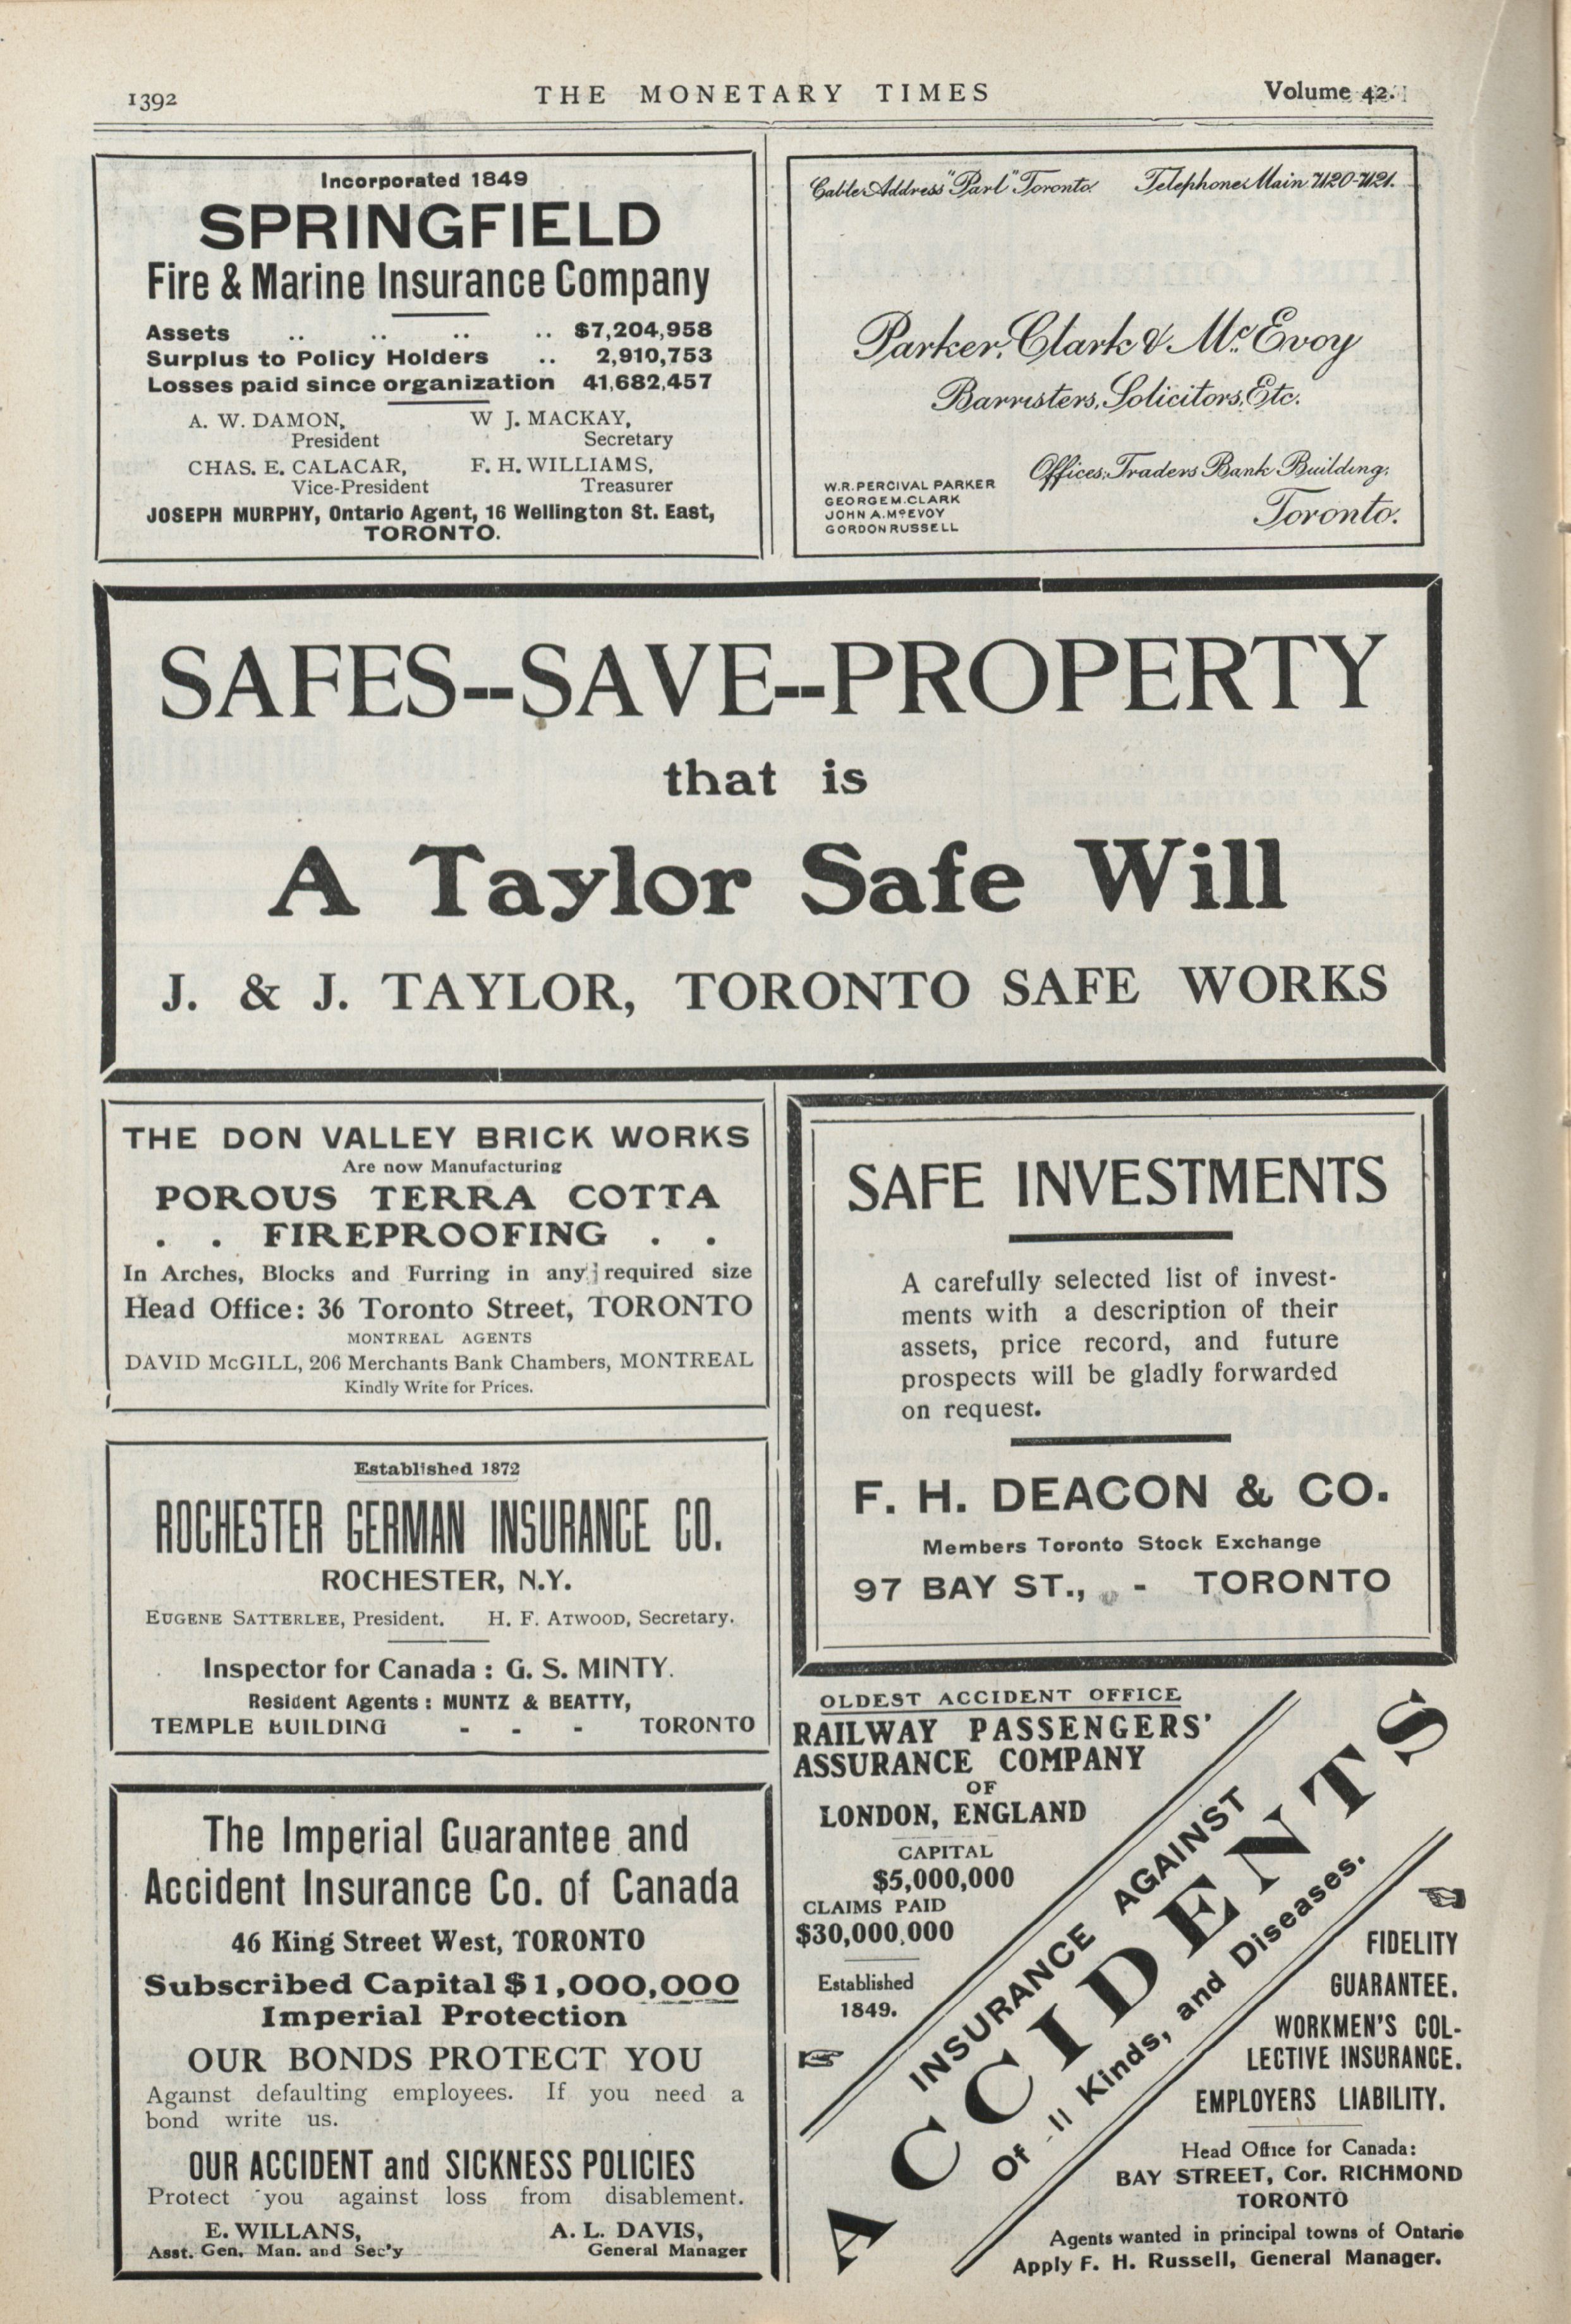 1392
THE MONETARY TIMES
Volume 42.
Incorporated 1849
SPRINGFIELD
Fire & Marine Insurance Company
Assets .. .. .. .. $7,204,958
Surplus to Policy Holders .. 2,910,753
Losses paid since organization 41,682,457
A. W. DAMON, W J. MACKAY,
President Secretary
CHAS. E. CALACAR, F. H. WILLIAMS,
Vice-President Treasurer
JOSEPH MURPHY, Ontario Agent, 16 Wellington St. East,
TORONTO.
Cable Address "Parl" Toronto Telephones Main 7120-7121.
Parker, Clark & McEvoy
Barristers, Solicitors, Etc.
Offices: Traders Bank Building,
Toronto.
W.R. PERCIVAL PARKER
GEORGE M. CLARK
JOHN A. McEVOY
GORDON RUSSELL
SAFES--SAVE--PROPERTY
that is
A Taylor Safe Will
J. & J. TAYLOR, TORONTO SAFE WORKS
THE DON VALLEY BRICK WORKS
Are now Manufacturing
POROUS TERRA COTTA
. . FIREPROOFING . .
In Arches, Blocks and Furring in any required size
Head Office: 36 Toronto Street, TORONTO
MONTREAL AGENTS
DAVID McGILL, 206 Merchants Bank Chambers, MONTREAL
Kindly Write for Prices.
Established 1872
ROCHESTER GERMAN INSURANCE CO.
ROCHESTER, N.Y.
EUGENE SATTERLEE, President. H. F. ATWOOD, Secretary.
Inspector for Canada : G. S. MINTY.
Resident Agents : MUNTZ & BEATTY,
TEMPLE BUILDING - - - TORONTO
The Imperial Guarantee and
Accident Insurance Co. of Canada
46 King Street West, TORONTO
Subscribed Capital $1,000,000
Imperial Protection
OUR BONDS PROTECT YOU
Against defaulting employees. If you need a
bond write us.
OUR ACCIDENT and SICKNESS POLICIES
Protect you against loss from disablement.
E. WILLANS, A. L. DAVIS,
Asst. Gen. Man. and Sec'y General Manager
SAFE INVESTMENTS
A carefully selected list of invest-
ments with a description of their
assets, price record, and future
prospects will be gladly forwarded
on request.
F. H. DEACON & CO.
Members Toronto Stock Exchange
97 BAY ST., - TORONTO
OLDEST ACCIDENT OFFICE
RAILWAY PASSENGERS'
ASSURANCE COMPANY
OF
LONDON, ENGLAND
CAPITAL
$5,000,000
CLAIMS PAID
$30,000,000
Established
1849.
INSURANCE AGAINST
ACCIDENTS
Of ll Kinds, and Diseases.
FIDELITY
GUARANTEE.
WORKMEN'S COL-
LECTIVE INSURANCE.
EMPLOYERS LIABILITY.
Head Office for Canada:
BAY STREET, Cor. RICHMOND
TORONTO
Agents wanted in principal towns of Ontario
Apply F. H. Russell, General Manager.